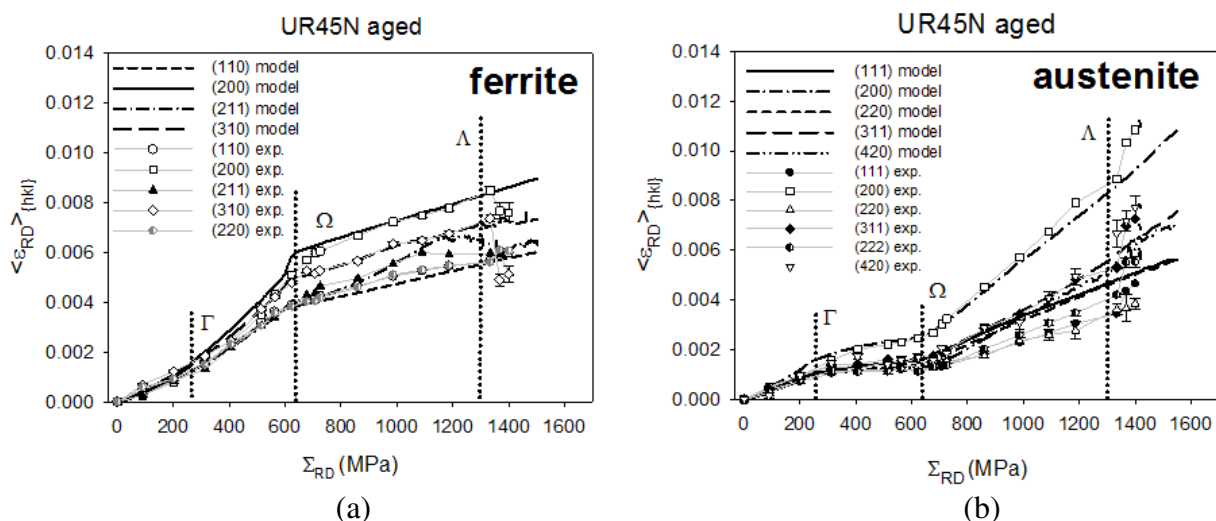 UR45N aged
0.014
0.012
0.010
0.008
0.006
0.004
0.002
0.000
<ε_RD>_{hkl}
(110) model
(200) model
(211) model
(310) model
(110) exp.
(200) exp.
(211) exp.
(310) exp.
(220) exp.
ferrite
Γ
Ω
Λ
0 200 400 600 800 1000 1200 1400 1600
Σ_RD (MPa)
(a)
UR45N aged
0.014
0.012
0.010
0.008
0.006
0.004
0.002
0.000
<ε_RD>_{hkl}
(111) model
(200) model
(220) model
(311) model
(420) model
(111) exp.
(200) exp.
(220) exp.
(311) exp.
(222) exp.
(420) exp.
austenite
Γ
Ω
Λ
0 200 400 600 800 1000 1200 1400 1600
Σ_RD (MPa)
(b)